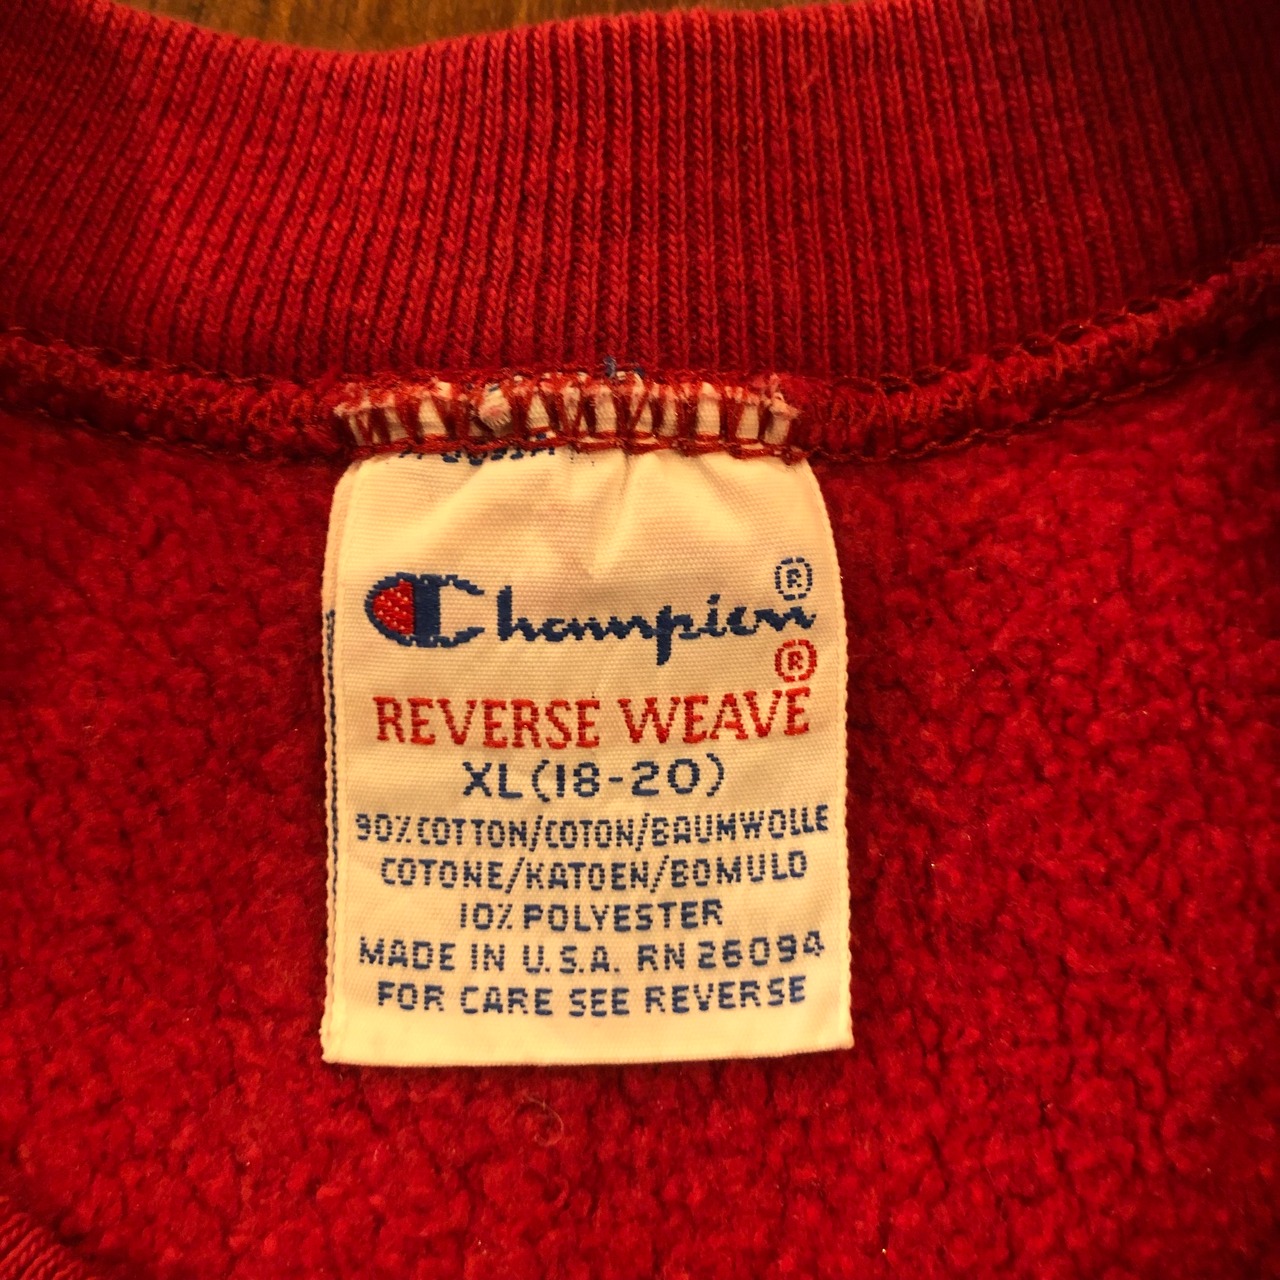 Champion®
®
REVERSE WEAVE
XL(18-20)
90% COTTON/COTON/BAUMWOLLE
COTONE/KATOEN/BOMULD
10% POLYESTER
MADE IN U.S.A. RN 26094
FOR CARE SEE REVERSE